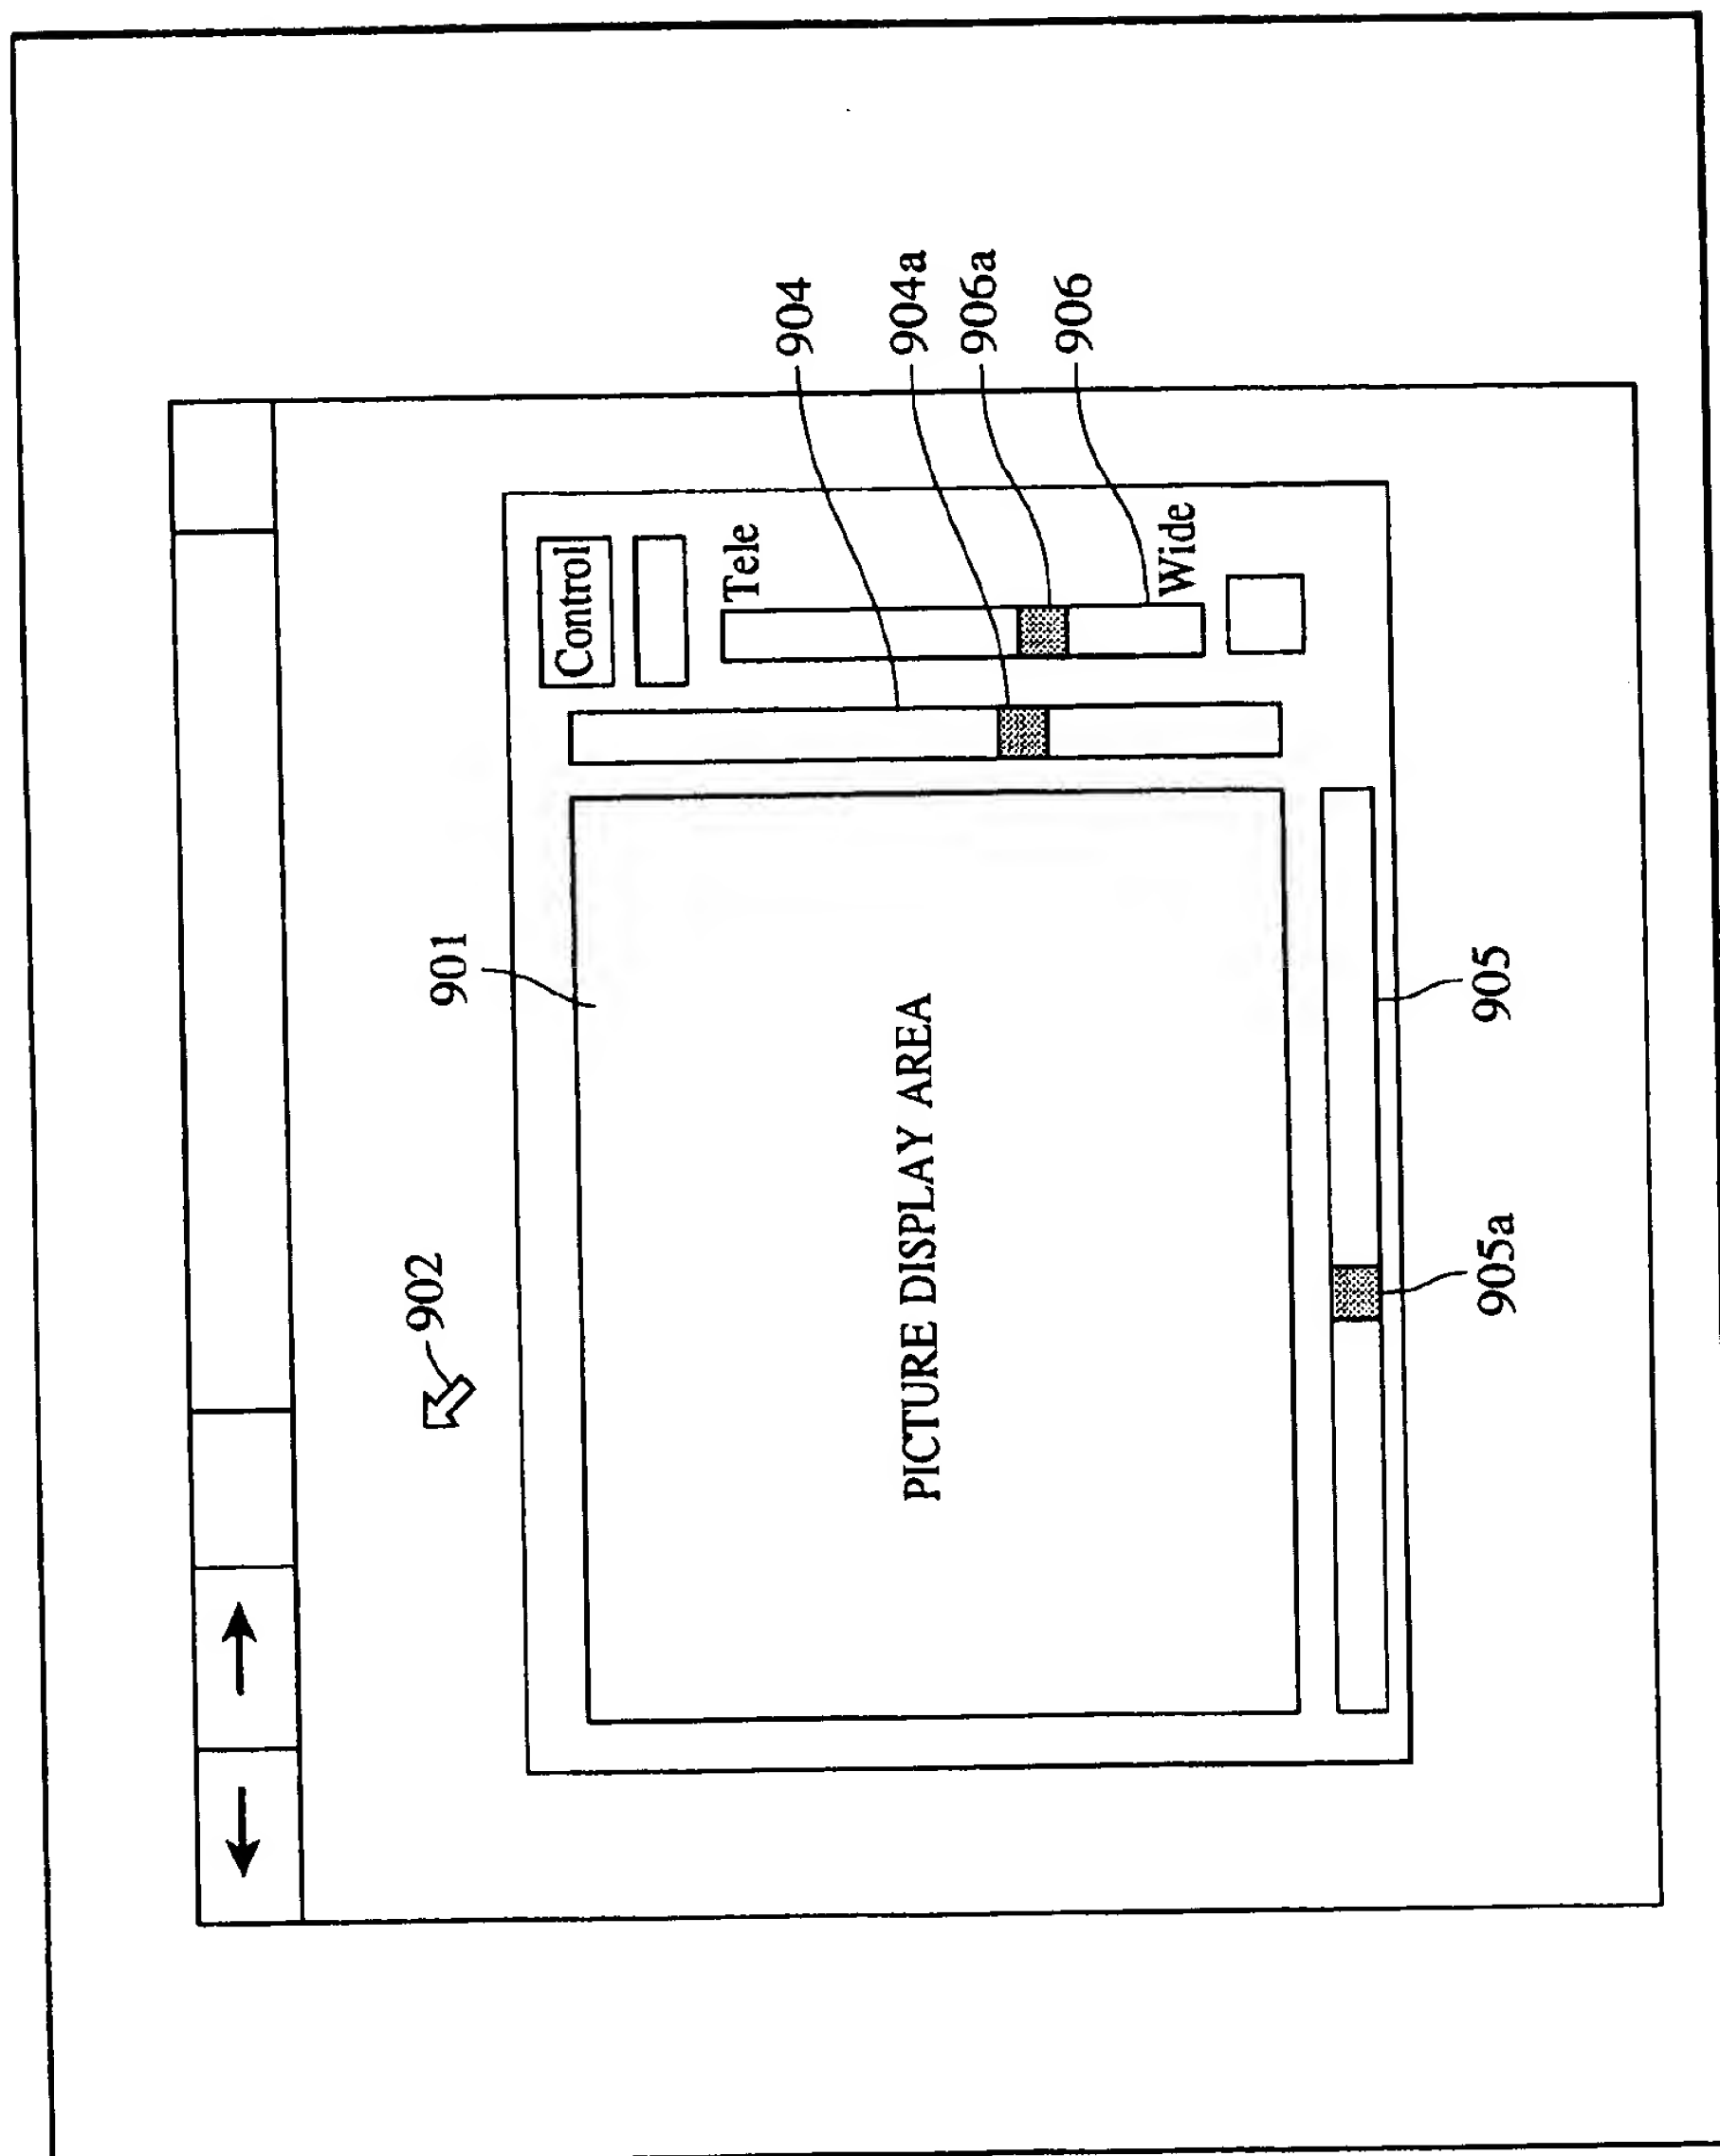 902
901
Control
Tele
904
904a
906a
906
Wide
PICTURE DISPLAY AREA
905a
905